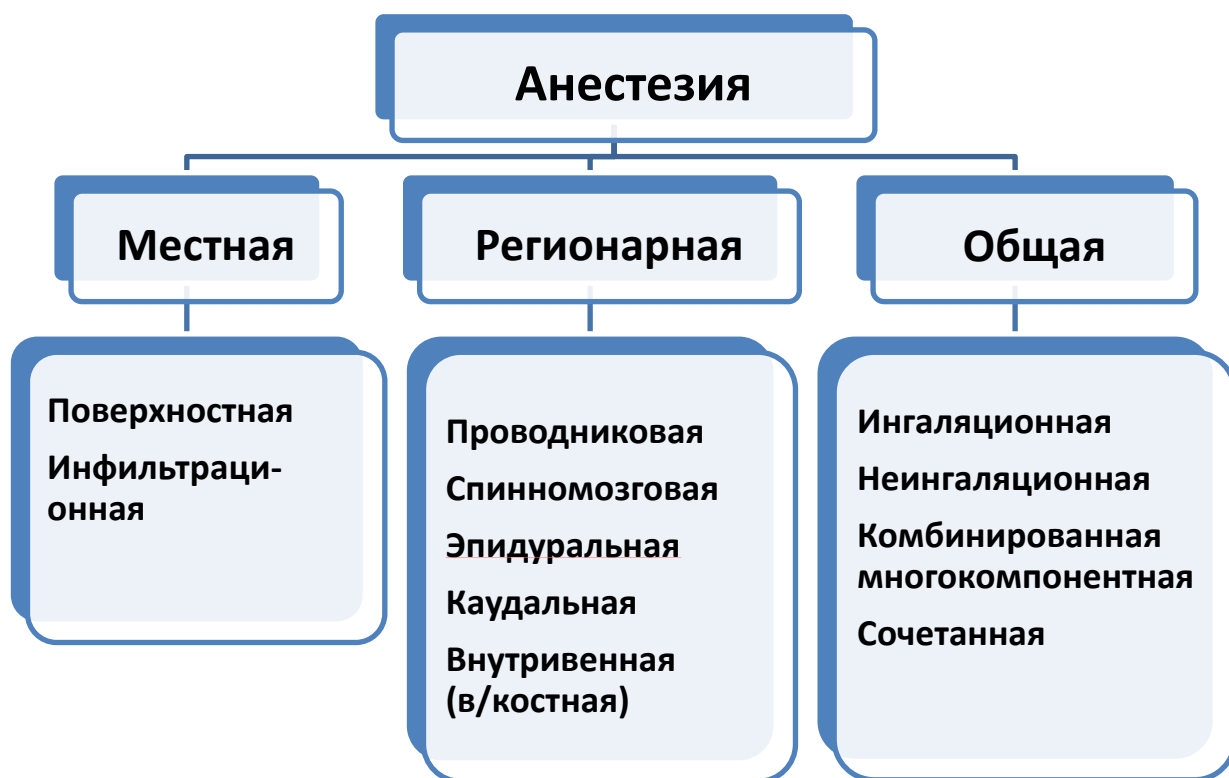 Анестезия
Местная
Регионарная
Общая
Поверхностная
Инфильтраци-
онная
Проводниковая
Спинномозговая
Эпидуральная
Каудальная
Внутривенная
(в/костная)
Ингаляционная
Неингаляционная
Комбинированная
многокомпонентная
Сочетанная